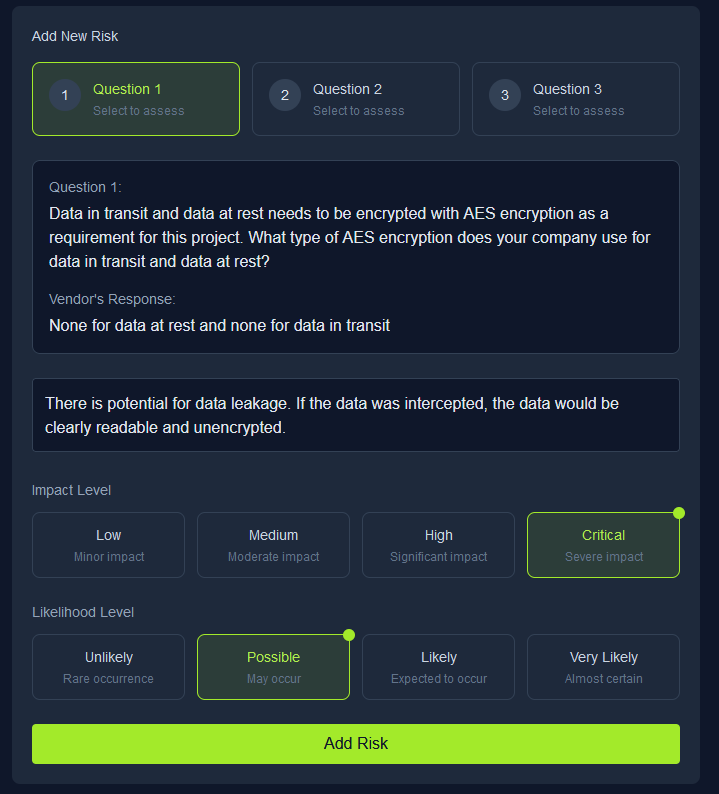 Add New Risk
1
Question 1
Select to assess
2
Question 2
Select to assess
3
Question 3
Select to assess
Question 1:
Data in transit and data at rest needs to be encrypted with AES encryption as a
requirement for this project. What type of AES encryption does your company use for
data in transit and data at rest?
Vendor's Response:
None for data at rest and none for data in transit
There is potential for data leakage. If the data was intercepted, the data would be
clearly readable and unencrypted.
Impact Level
Low
Minor impact
Medium
Moderate impact
High
Significant impact
Critical
Severe impact
Likelihood Level
Unlikely
Rare occurrence
Possible
May occur
Likely
Expected to occur
Very Likely
Almost certain
Add Risk